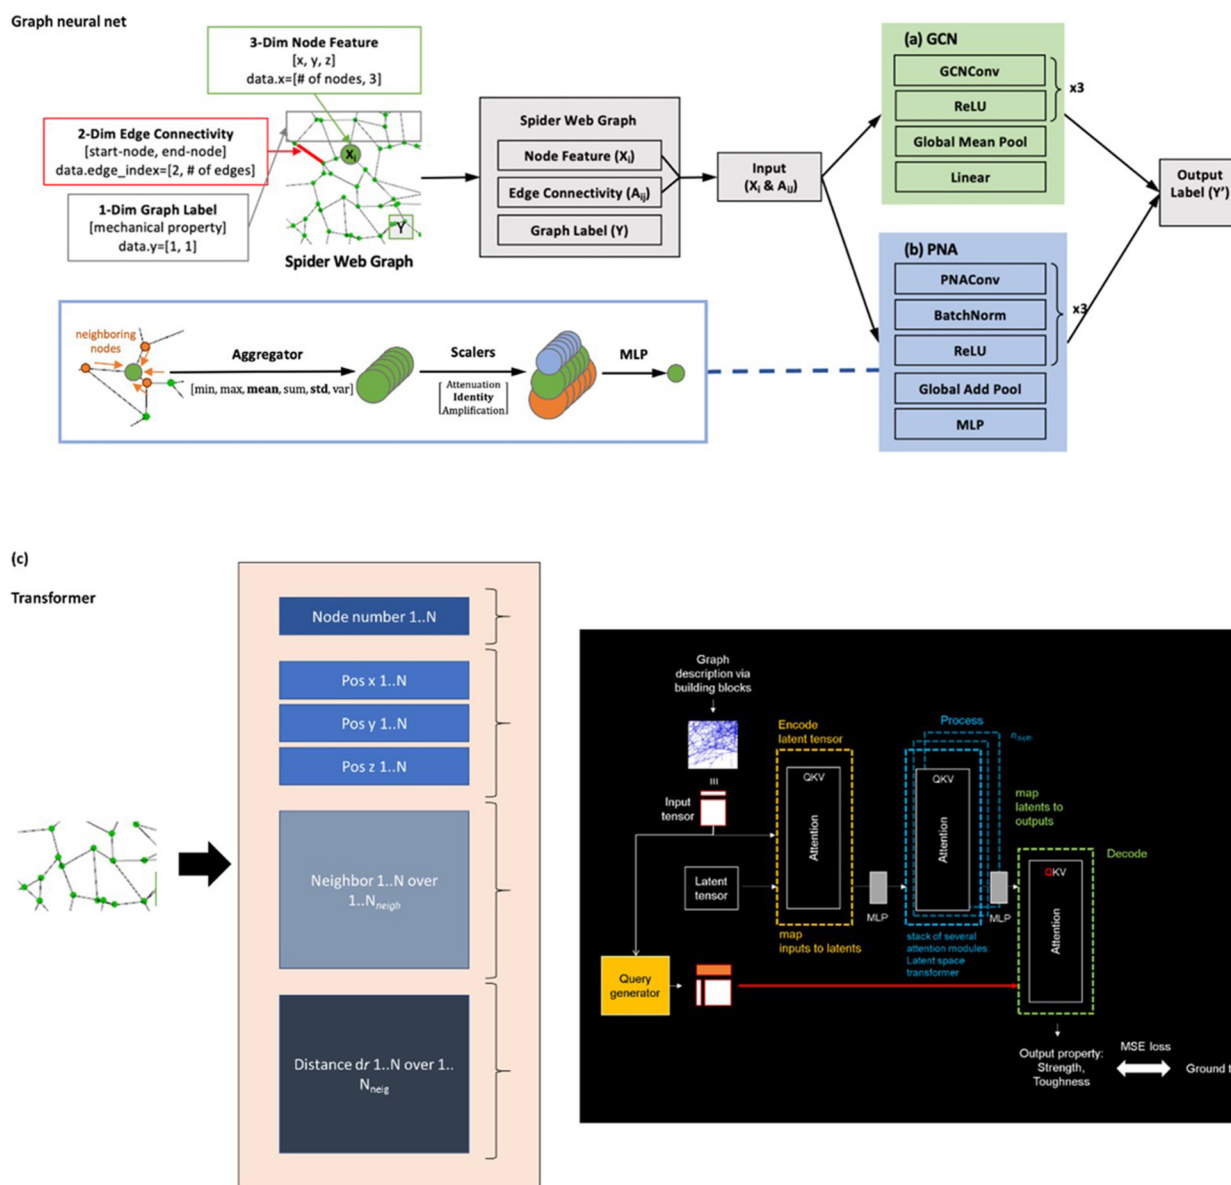 Graph neural net
3-Dim Node Feature
[x, y, z]
data.x=[# of nodes, 3]
2-Dim Edge Connectivity
[start-node, end-node]
data.edge_index=[2, # of edges]
1-Dim Graph Label
[mechanical property]
data.y=[1, 1]
Xi
Y
Spider Web Graph
Spider Web Graph
Node Feature (Xi)
Edge Connectivity (Aij)
Graph Label (Y)
Input
(Xi & Aij)
(a) GCN
GCNConv
ReLU
x3
Global Mean Pool
Linear
(b) PNA
PNAConv
BatchNorm
ReLU
x3
Global Add Pool
MLP
Output
Label (Y')
neighboring
nodes
Aggregator
[min, max, mean, sum, std, var]
Scalers
Attenuation
Identity
Amplification
MLP
(c)
Transformer
Node number 1..N
Pos x 1..N
Pos y 1..N
Pos z 1..N
Neighbor 1..N over
1..Nneigh
Distance dr 1..N over 1..
Nneig
Graph
description via
building blocks
Input
tensor
Latent
tensor
Query
generator
Encode
latent tensor
QKV
Attention
map
inputs to latents
MLP
Process
QKV
Attention
stack of several
attention modules:
Latent space
transformer
MLP
map
latents to
outputs
Decode
QKV
Attention
Output property:
Strength,
Toughness
MSE loss
Ground t